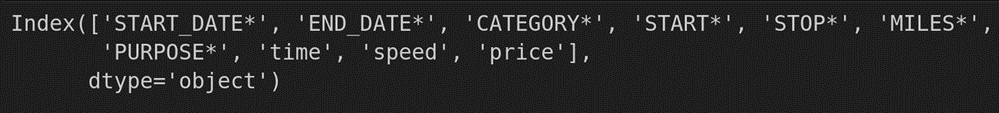 Index(['START_DATE*', 'END_DATE*', 'CATEGORY*', 'START*', 'STOP*', 'MILES*',
'PURPOSE*', 'time', 'speed', 'price'],
dtype='object')